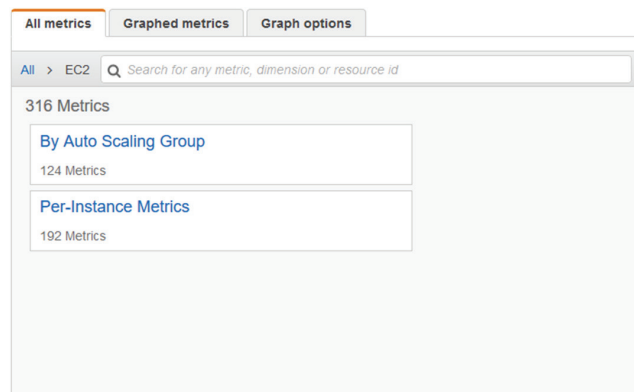 All metrics Graphed metrics Graph options
All > EC2 Search for any metric, dimension or resource id
316 Metrics
By Auto Scaling Group
124 Metrics
Per-Instance Metrics
192 Metrics